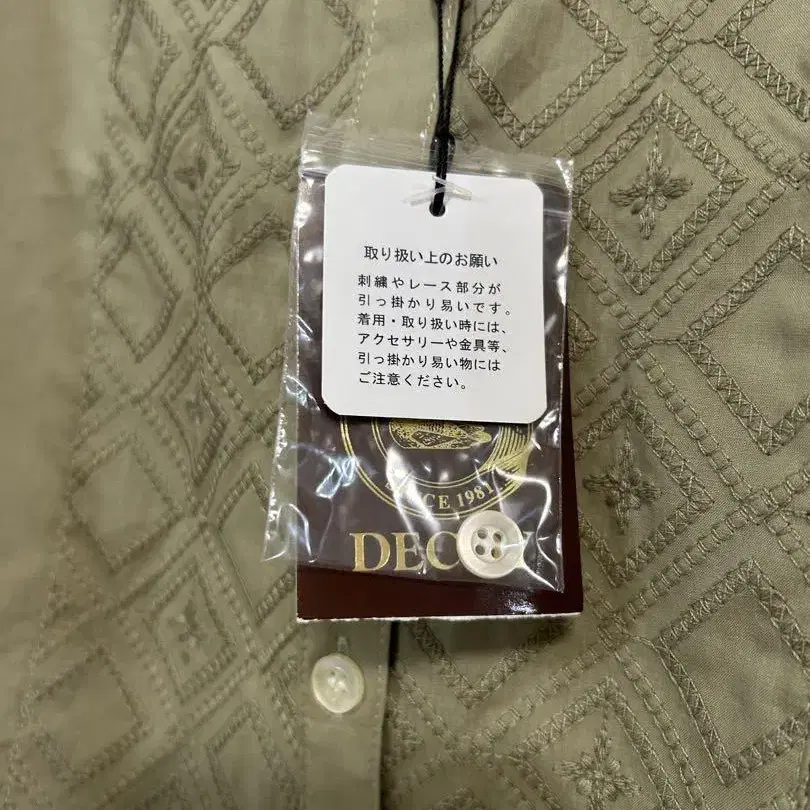 取り扱い上のお願い
刺繍やレース部分が
引っ掛かり易いです。
着用・取り扱い時には、
アクセサリーや金具等、
引っ掛かり易い物には
ご注意ください。
SINCE 1981